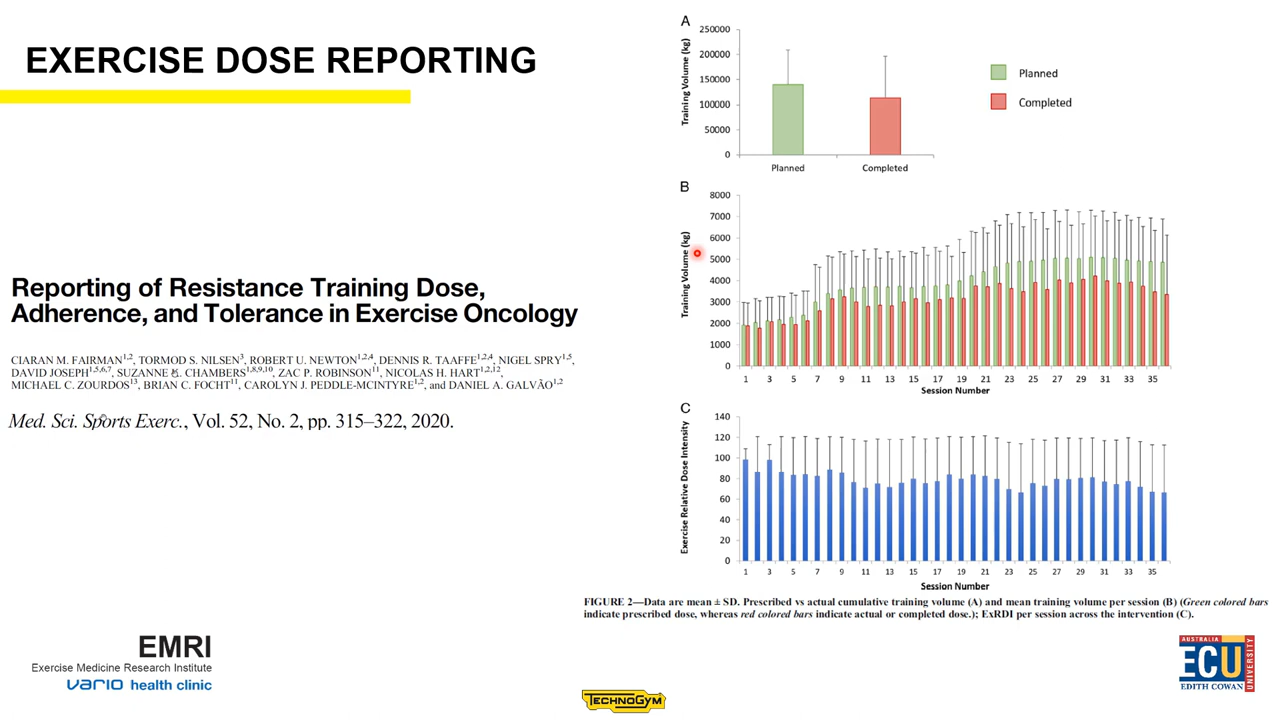 EXERCISE DOSE REPORTING
Reporting of Resistance Training Dose,
Adherence, and Tolerance in Exercise Oncology
CIARAN M. FAIRMAN1,2, TORMOD S. NILSEN3, ROBERT U. NEWTON1,2,4, DENNIS R. TAAFFE1,2,4, NIGEL SPRY1,5,
DAVID JOSEPH1,5,6,7, SUZANNE K. CHAMBERS1,8,9,10, ZAC P. ROBINSON11, NICOLAS H. HART1,2,12,
MICHAEL C. ZOURDOS13, BRIAN C. FOCHT11, CAROLYN J. PEDDLE-MCINTYRE1,2, and DANIEL A. GALVÃO1,2
Med. Sci. Sports Exerc., Vol. 52, No. 2, pp. 315–322, 2020.
EMRI
Exercise Medicine Research Institute
vario health clinic
TECHNOGYM
A
Training Volume (kg)
250000
200000
150000
100000
50000
0
Planned Completed
Planned
Completed
B
Training Volume (kg)
8000
7000
6000
5000
4000
3000
2000
1000
0
1 3 5 7 9 11 13 15 17 19 21 23 25 27 29 31 33 35
Session Number
C
Exercise Relative Dose Intensity
140
120
100
80
60
40
20
0
1 3 5 7 9 11 13 15 17 19 21 23 25 27 29 31 33 35
Session Number
FIGURE 2—Data are mean ± SD. Prescribed vs actual cumulative training volume (A) and mean training volume per session (B) (Green colored bars
indicate prescribed dose, whereas red colored bars indicate actual or completed dose.); ExRDI per session across the intervention (C).
AUSTRALIA
ECU
EDITH COWAN
UNIVERSITY